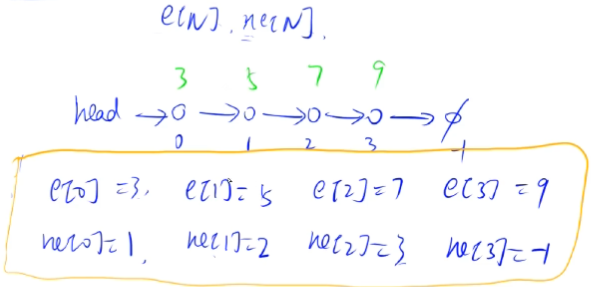 e[N], ne[N].
3 5 7 9
head →o →o →o →o → ∅
0 1 2 3 -1
e[0]=3, e[1]=5 e[2]=7 e[3]=9
ne[0]=1, ne[1]=2 ne[2]=3 ne[3]=-1